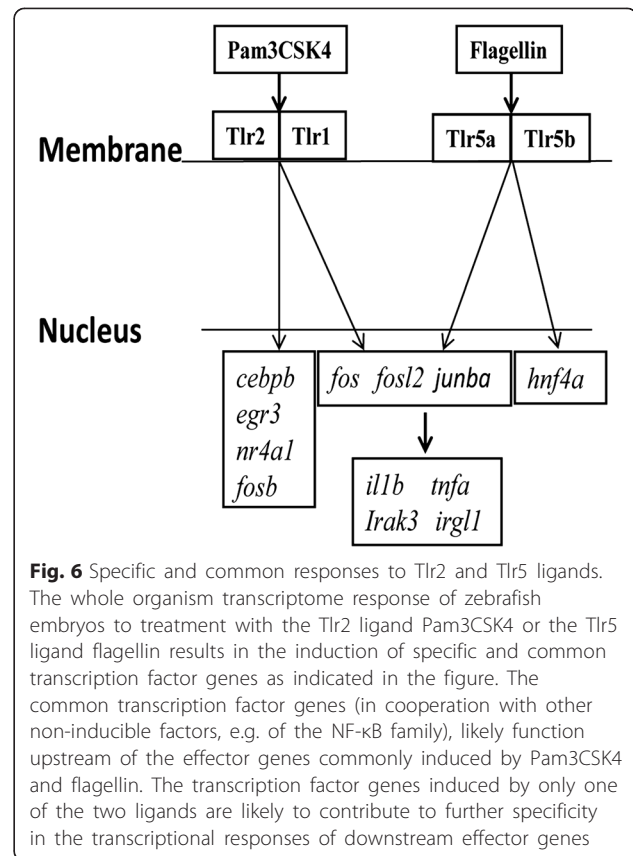 Pam3CSK4 Flagellin
Tlr2 Tlr1 Tlr5a Tlr5b
Membrane
Nucleus
cebpb fos fosl2 junba hnf4a
egr3
nr4a1
fosb
il1b tnfa
Irak3 irgl1
Fig. 6 Specific and common responses to Tlr2 and Tlr5 ligands.
The whole organism transcriptome response of zebrafish
embryos to treatment with the Tlr2 ligand Pam3CSK4 or the Tlr5
ligand flagellin results in the induction of specific and common
transcription factor genes as indicated in the figure. The
common transcription factor genes (in cooperation with other
non-inducible factors, e.g. of the NF-κB family), likely function
upstream of the effector genes commonly induced by Pam3CSK4
and flagellin. The transcription factor genes induced by only one
of the two ligands are likely to contribute to further specificity
in the transcriptional responses of downstream effector genes